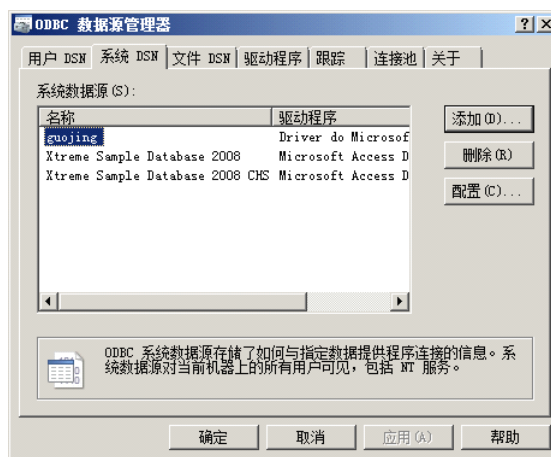 ODBC 数据源管理器
用户 DSN 系统 DSN 文件 DSN 驱动程序 跟踪 连接池 关于
系统数据源(S):
名称 驱动程序
guojing Driver do Microsof
Xtreme Sample Database 2008 Microsoft Access D
Xtreme Sample Database 2008 CHS Microsoft Access D
添加(D)...
删除(R)
配置(C)...
ODBC 系统数据源存储了如何与指定数据提供程序连接的信息。系
统数据源对当前机器上的所有用户可见，包括 NT 服务。
确定 取消 应用(A) 帮助